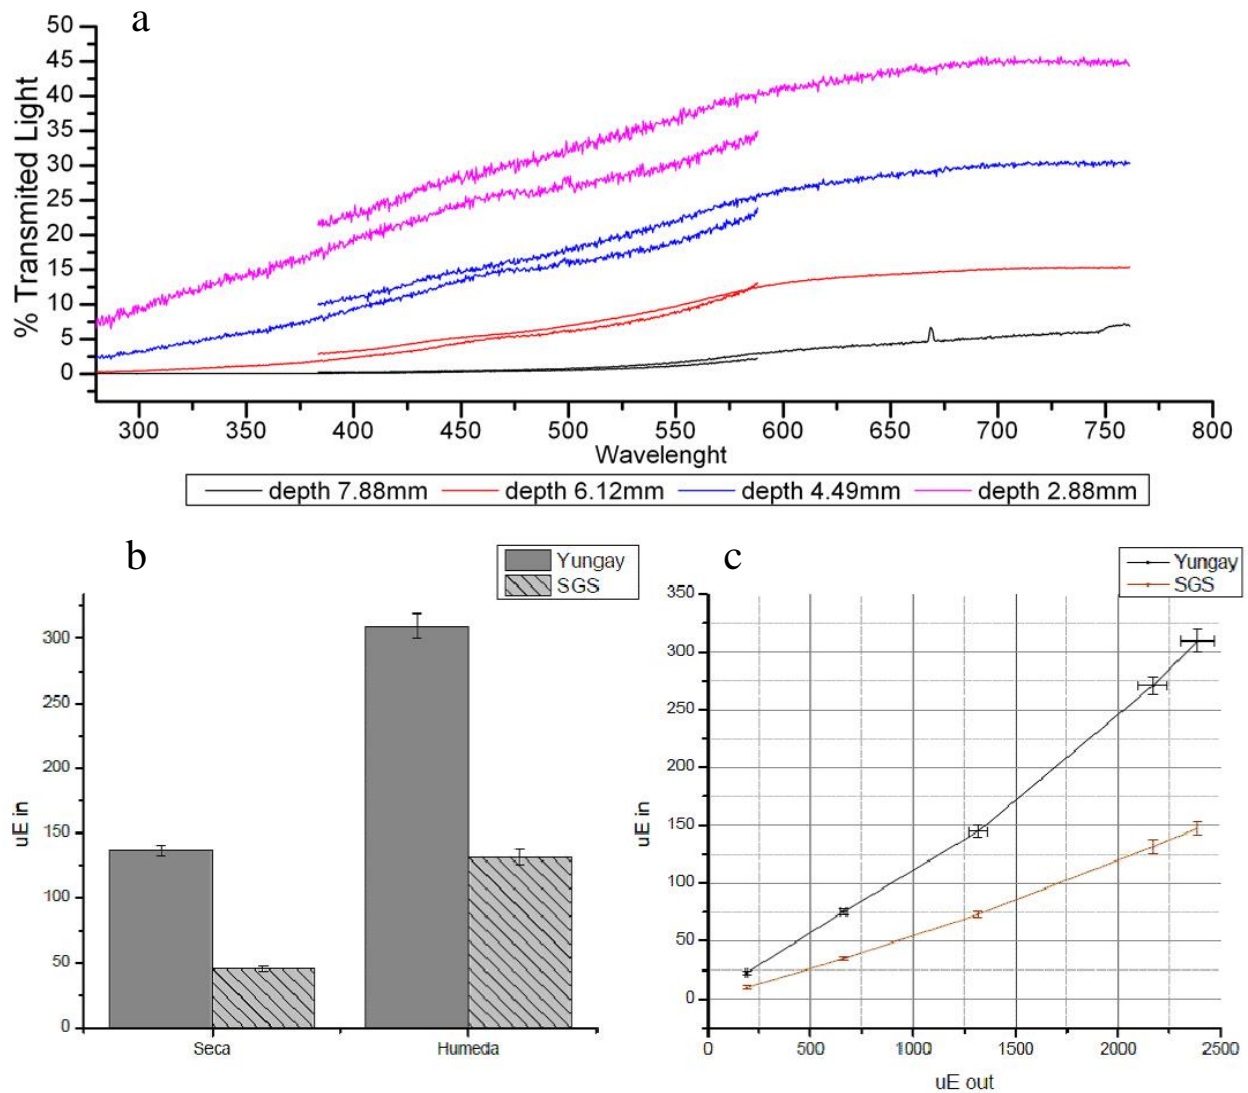 a
50
45
40
35
30
25
20
15
10
5
0
% Transmited Light
300 350 400 450 500 550 600 650 700 750 800
Wavelenght
depth 7.88mm depth 6.12mm depth 4.49mm depth 2.88mm
b
Yungay
SGS
300
250
200
150
100
50
0
uE in
Seca Humeda
c
Yungay
SGS
350
300
250
200
150
100
50
0
uE in
0 500 1000 1500 2000 2500
uE out